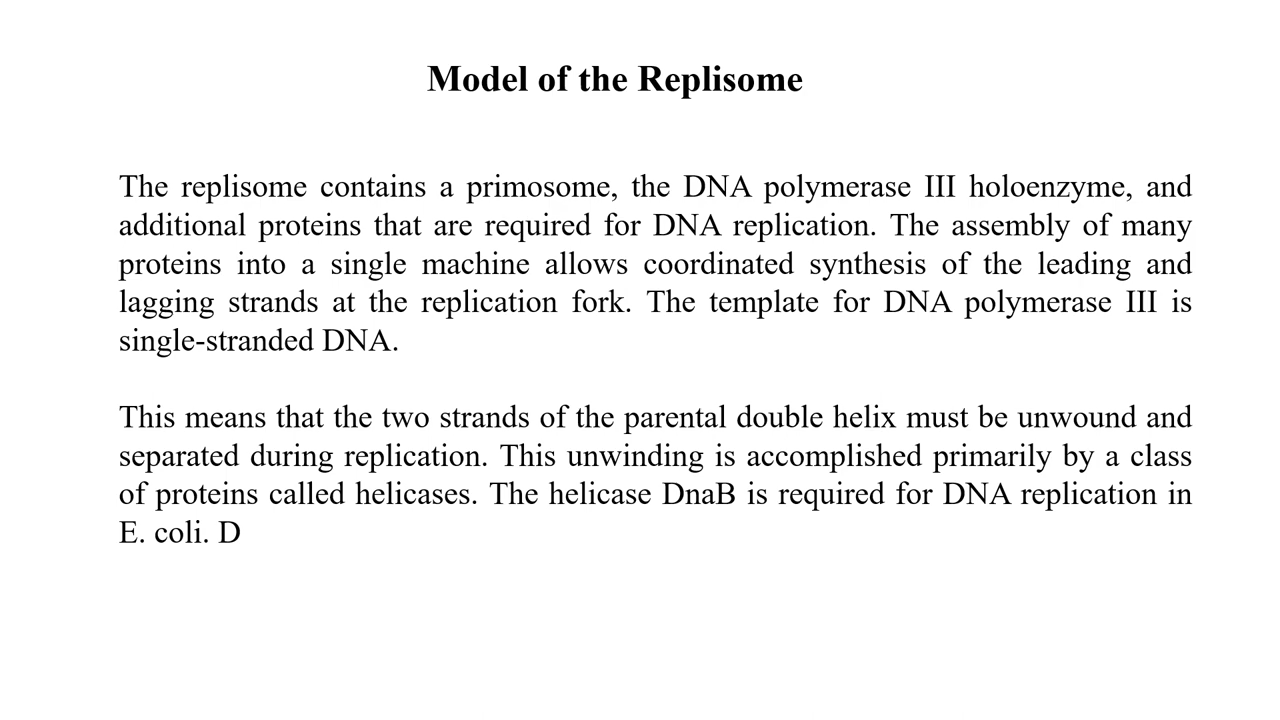 Model of the Replisome
The replisome contains a primosome, the DNA polymerase III holoenzyme, and
additional proteins that are required for DNA replication. The assembly of many
proteins into a single machine allows coordinated synthesis of the leading and
lagging strands at the replication fork. The template for DNA polymerase III is
single-stranded DNA.
This means that the two strands of the parental double helix must be unwound and
separated during replication. This unwinding is accomplished primarily by a class
of proteins called helicases. The helicase DnaB is required for DNA replication in
E. coli. D